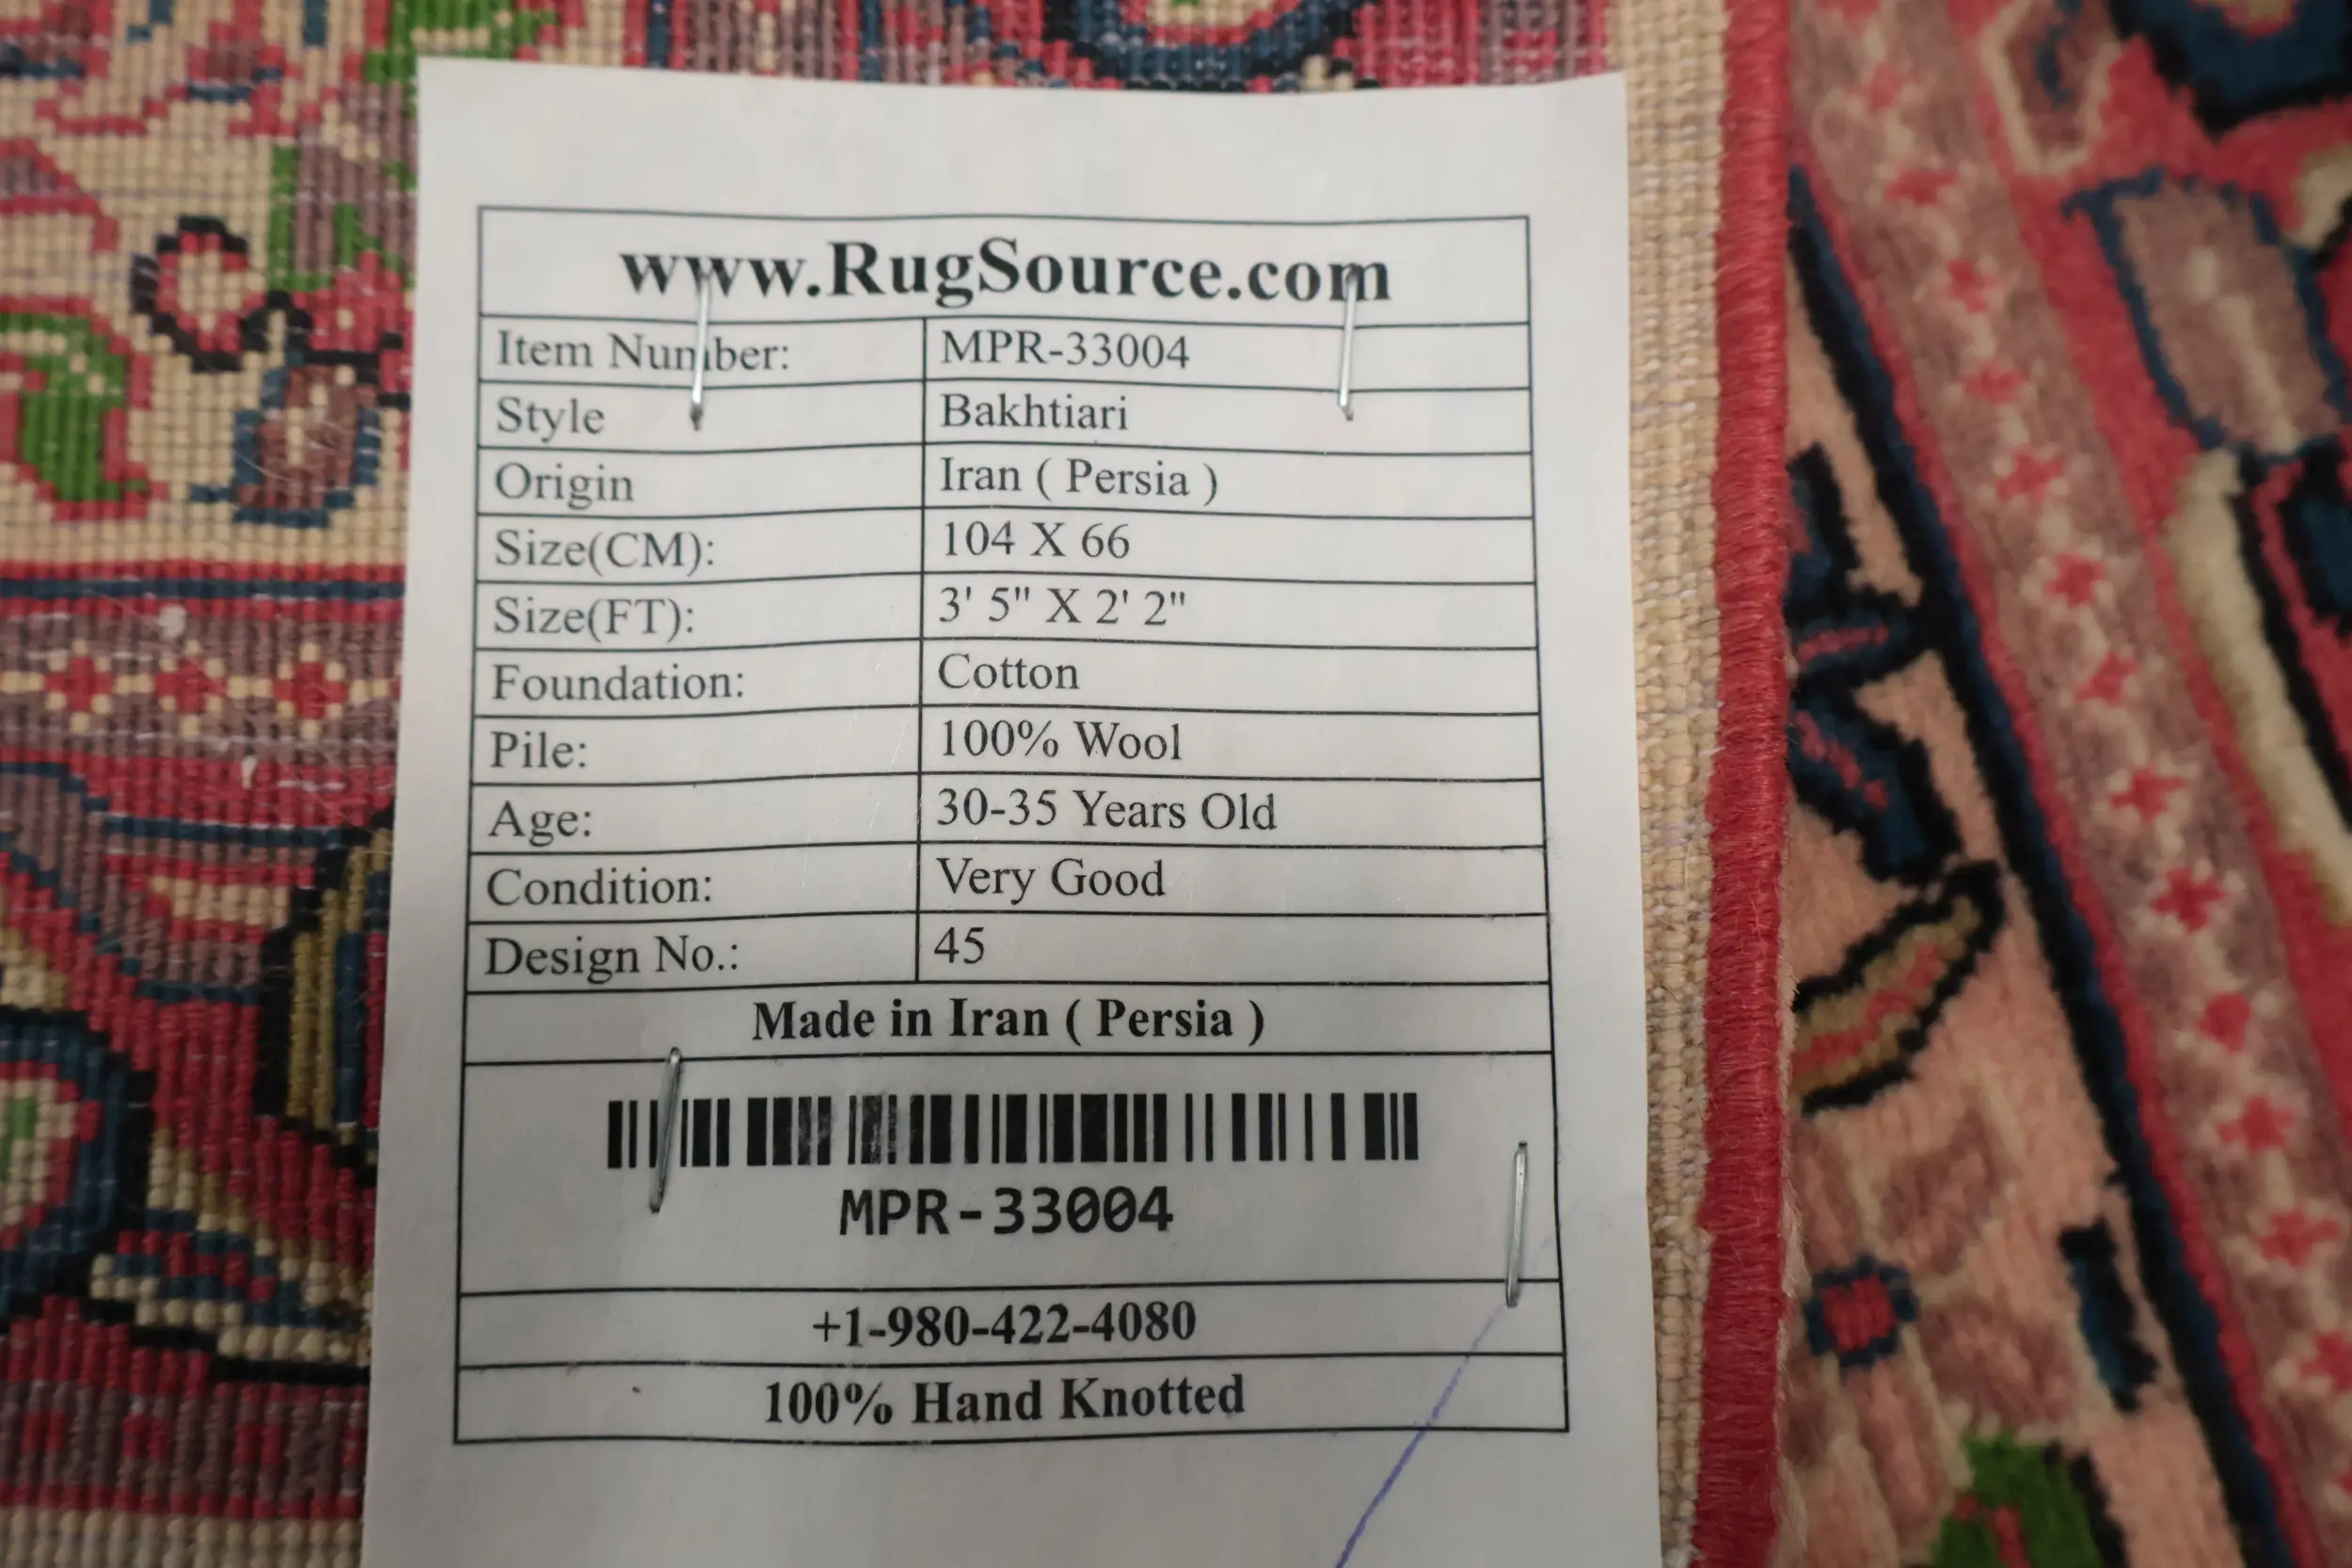 www.RugSource.com
Item Number: MPR-33004
Style Bakhtiari
Origin Iran ( Persia )
Size(CM): 104 X 66
Size(FT): 3' 5" X 2' 2"
Foundation: Cotton
Pile: 100% Wool
Age: 30-35 Years Old
Condition: Very Good
Design No.: 45
Made in Iran ( Persia )
MPR-33004
+1-980-422-4080
100% Hand Knotted